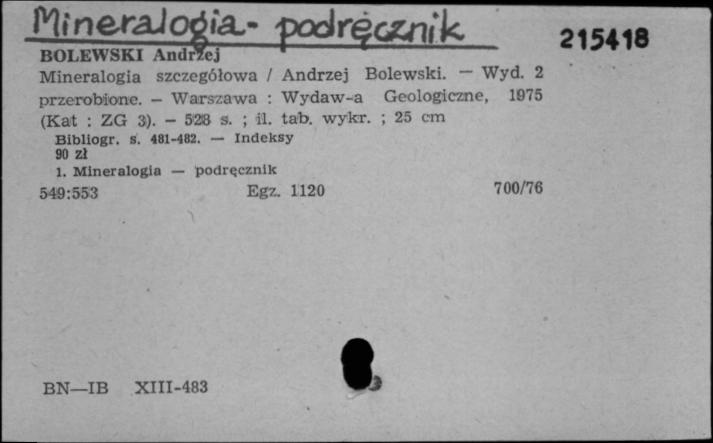 Mineralogia - podręcznik
215418
BOLEWSKI Andrzej
Mineralogia szczegółowa / Andrzej Bolewski. — Wyd. 2
przerobione. — Warszawa : Wydaw-a Geologiczne, 1975
(Kat : ZG 3). — 528 s. ; il. tab. wykr. ; 25 cm
Bibliogr. s. 481-482. — Indeksy
90 zł
1. Mineralogia — podręcznik
549:553 Egz. 1120 700/76
BN—IB XIII-483